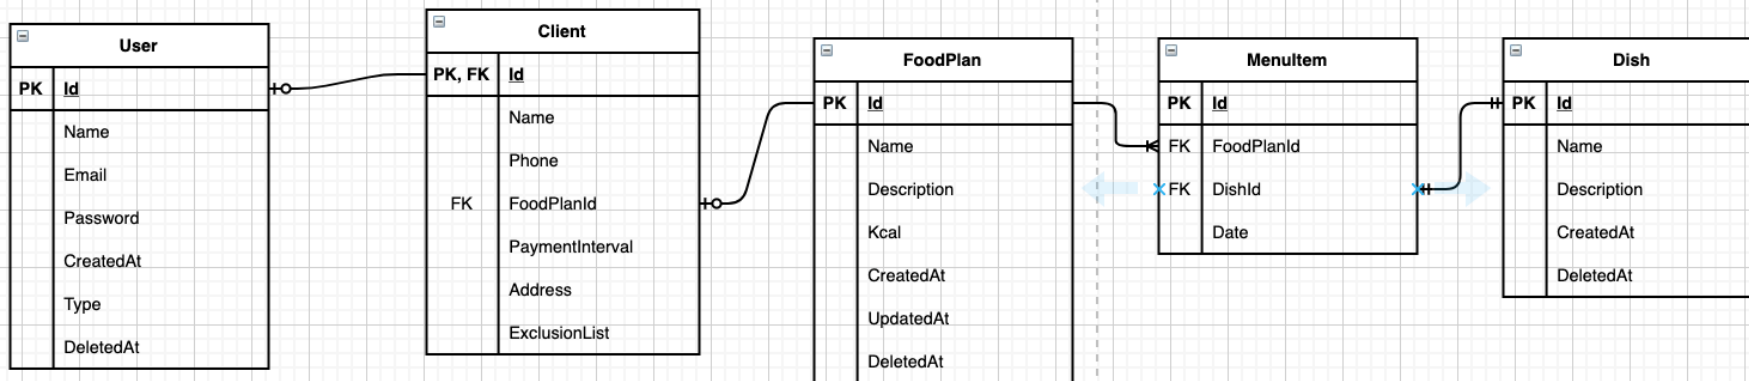 User
PK Id
Name
Email
Password
CreatedAt
Type
DeletedAt
Client
PK, FK Id
Name
Phone
FK FoodPlanId
PaymentInterval
Address
ExclusionList
FoodPlan
PK Id
Name
Description
Kcal
CreatedAt
UpdatedAt
DeletedAt
MenuItem
PK Id
FK FoodPlanId
FK DishId
Date
Dish
PK Id
Name
Description
CreatedAt
DeletedAt